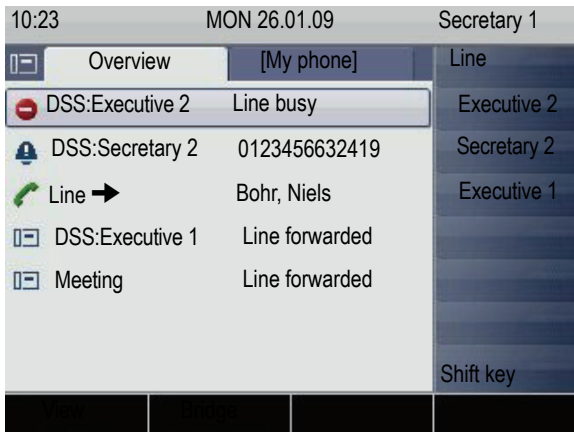 10:23 MON 26.01.09 Secretary 1
Overview [My phone] Line
DSS:Executive 2 Line busy Executive 2
DSS:Secretary 2 0123456632419 Secretary 2
Line ➔ Bohr, Niels Executive 1
DSS:Executive 1 Line forwarded
Meeting Line forwarded
Shift key
View Bridge